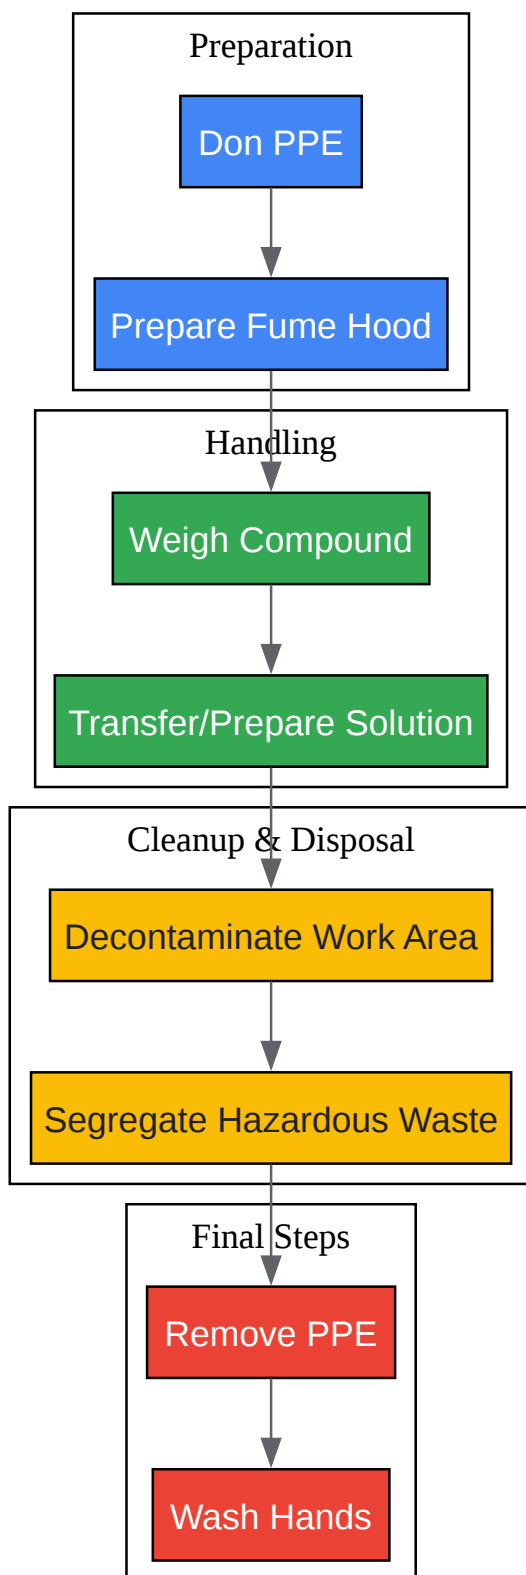 Preparation
Don PPE
Prepare Fume Hood
Handling
Weigh Compound
Transfer/Prepare Solution
Cleanup & Disposal
Decontaminate Work Area
Segregate Hazardous Waste
Final Steps
Remove PPE
Wash Hands